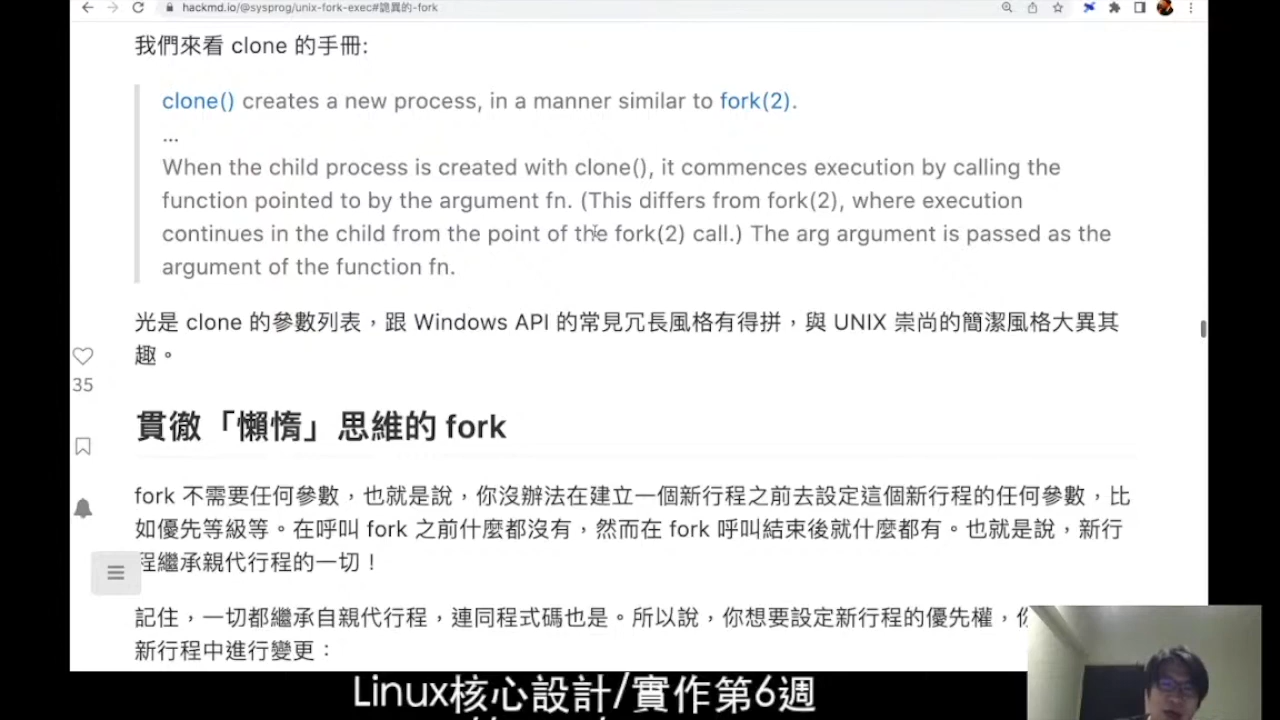 hackmd.io/@sysprog/unix-fork-exec#詭異的-fork
我們來看 clone 的手冊:
clone() creates a new process, in a manner similar to fork(2).
...
When the child process is created with clone(), it commences execution by calling the
function pointed to by the argument fn. (This differs from fork(2), where execution
continues in the child from the point of the fork(2) call.) The arg argument is passed as the
argument of the function fn.
光是 clone 的參數列表，跟 Windows API 的常見冗長風格有得拼，與 UNIX 崇尚的簡潔風格大異其
趣。
35
貫徹「懶惰」思維的 fork
fork 不需要任何參數，也就是說，你沒辦法在建立一個新行程之前去設定這個新行程的任何參數，比
如優先等級等。在呼叫 fork 之前什麼都沒有，然而在 fork 呼叫結束後就什麼都有。也就是說，新行
程繼承親代行程的一切！
記住，一切都繼承自親代行程，連同程式碼也是。所以說，你想要設定新行程的優先權，
新行程中進行變更：
Linux核心設計/實作第6週